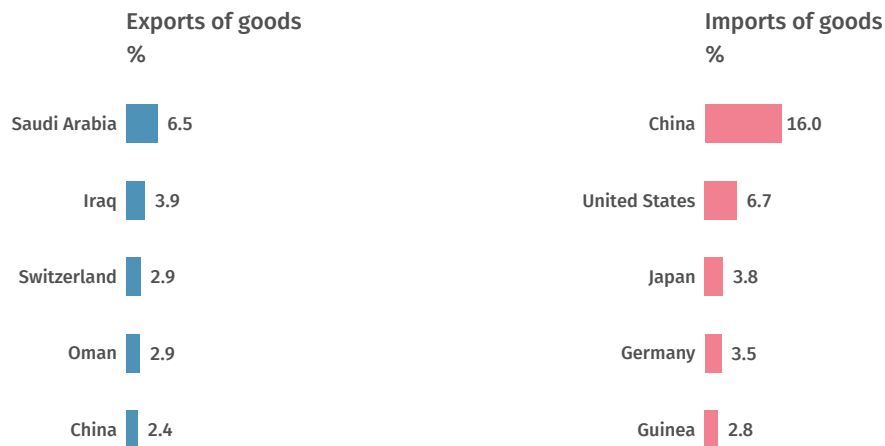 Exports of goods
%
Saudi Arabia 6.5
Iraq 3.9
Switzerland 2.9
Oman 2.9
China 2.4
Imports of goods
%
China 16.0
United States 6.7
Japan 3.8
Germany 3.5
Guinea 2.8